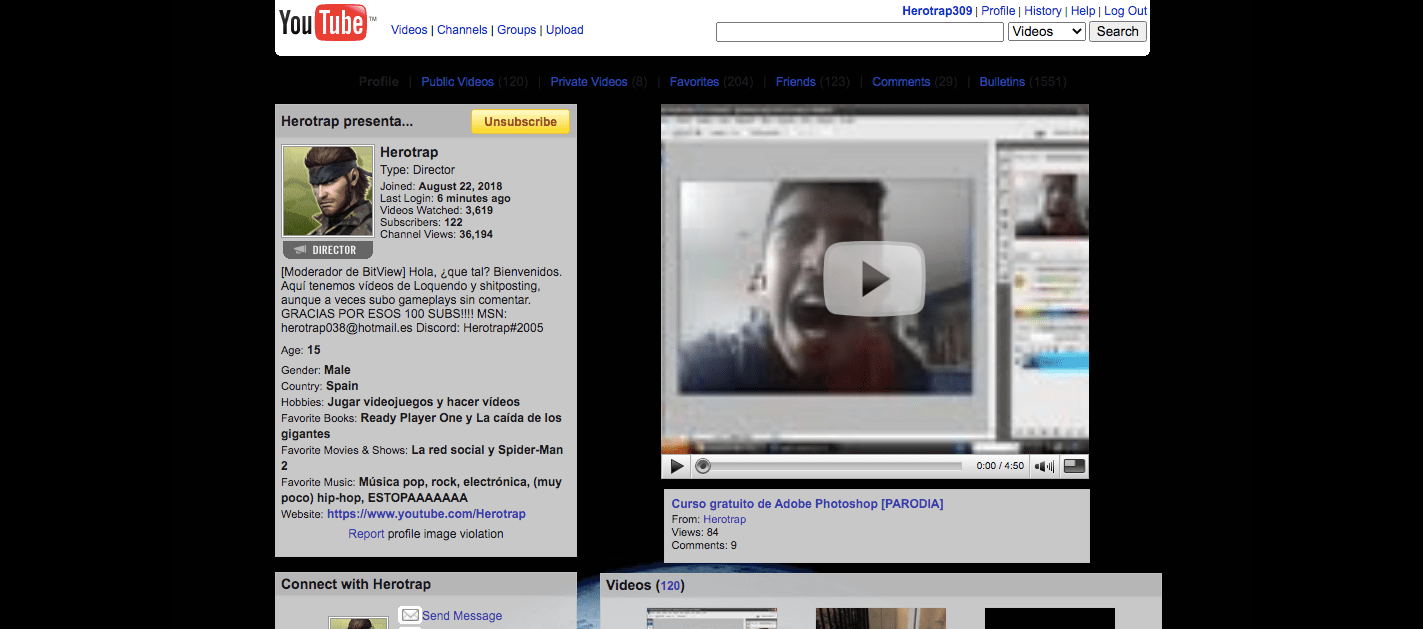 YouTube™
Herotrap309 | Profile | History | Help | Log Out
Videos | Channels | Groups | Upload
Videos
Search
Profile | Public Videos (120) | Private Videos (8) | Favorites (204) | Friends (123) | Comments (29) | Bulletins (1551)
Herotrap presenta...
Unsubscribe
Herotrap
Type: Director
Joined: August 22, 2018
Last Login: 6 minutes ago
Videos Watched: 3,619
Subscribers: 122
Channel Views: 36,194
DIRECTOR
[Moderador de BitView] Hola, ¿que tal? Bienvenidos.
Aquí tenemos vídeos de Loquendo y shitposting,
aunque a veces subo gameplays sin comentar.
GRACIAS POR ESOS 100 SUBS!!!! MSN:
herotrap038@hotmail.es Discord: Herotrap#2005
Age: 15
Gender: Male
Country: Spain
Hobbies: Jugar videojuegos y hacer vídeos
Favorite Books: Ready Player One y La caída de los
gigantes
Favorite Movies & Shows: La red social y Spider-Man
2
Favorite Music: Música pop, rock, electrónica, (muy
poco) hip-hop, ESTOPAAAAAAA
Website: https://www.youtube.com/Herotrap
Report profile image violation
0:00 / 4:50
Curso gratuito de Adobe Photoshop [PARODIA]
From: Herotrap
Views: 84
Comments: 9
Connect with Herotrap
Send Message
Videos (120)